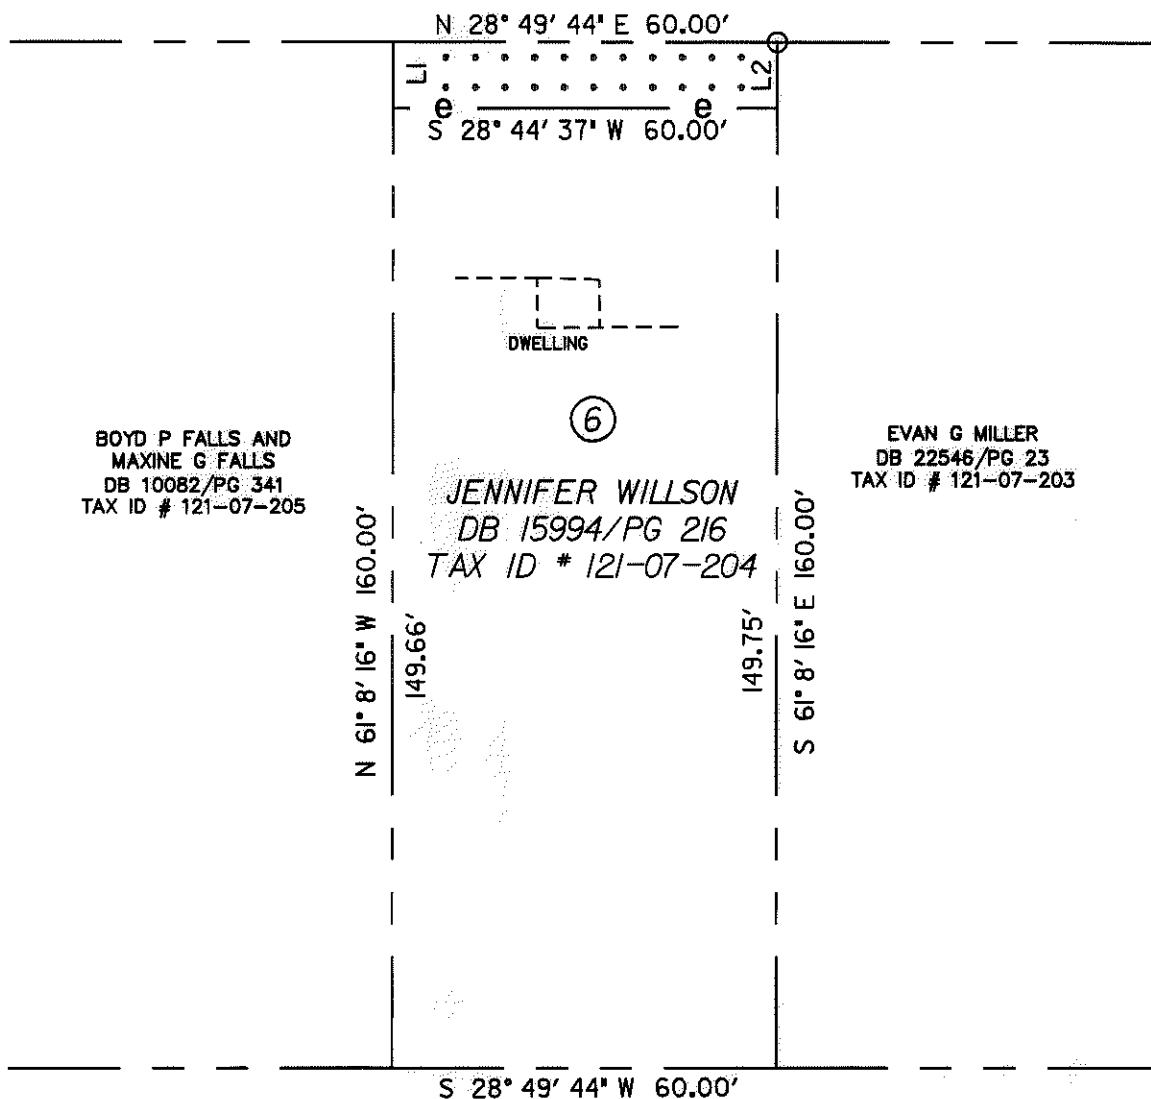 N 28° 49' 44" E 60.00'
L1
L2
e e
S 28° 44' 37" W 60.00'
DWELLING
6
BOYD P FALLS AND
MAXINE G FALLS
DB 10082/PG 341
TAX ID # 121-07-205
JENNIFER WILLSON
DB 15994/PG 216
TAX ID # 121-07-204
EVAN G MILLER
DB 22546/PG 23
TAX ID # 121-07-203
N 61° 8' 16" W 160.00'
149.66'
149.75'
S 61° 8' 16" E 160.00'
S 28° 49' 44" W 60.00'